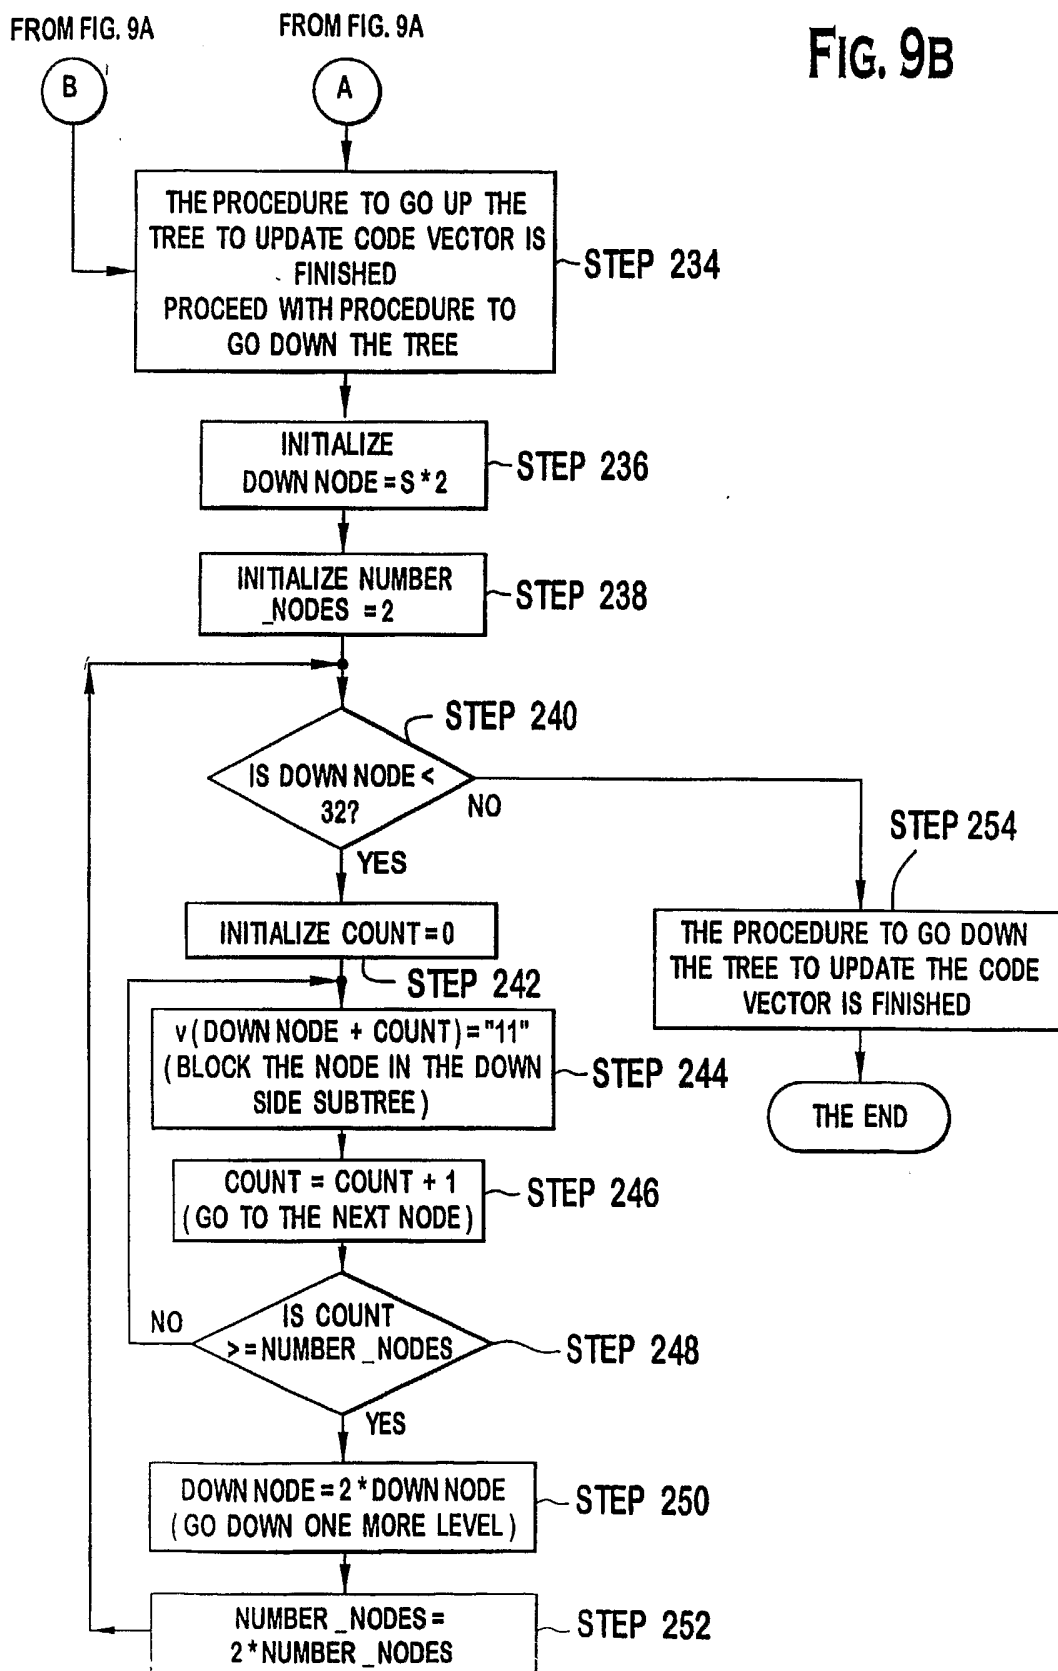 FROM FIG. 9A
FROM FIG. 9A
FIG. 9B
B
A
THE PROCEDURE TO GO UP THE
TREE TO UPDATE CODE VECTOR IS
FINISHED
PROCEED WITH PROCEDURE TO
GO DOWN THE TREE
STEP 234
INITIALIZE
DOWN NODE = S * 2
STEP 236
INITIALIZE NUMBER
_NODES = 2
STEP 238
STEP 240
IS DOWN NODE <
32?
NO
YES
STEP 254
INITIALIZE COUNT = 0
STEP 242
THE PROCEDURE TO GO DOWN
THE TREE TO UPDATE THE CODE
VECTOR IS FINISHED
v (DOWN NODE + COUNT) = "11"
(BLOCK THE NODE IN THE DOWN
SIDE SUBTREE)
STEP 244
THE END
COUNT = COUNT + 1
(GO TO THE NEXT NODE)
STEP 246
NO
IS COUNT
>= NUMBER _NODES
STEP 248
YES
DOWN NODE = 2 * DOWN NODE
(GO DOWN ONE MORE LEVEL)
STEP 250
NUMBER _NODES =
2 * NUMBER _NODES
STEP 252